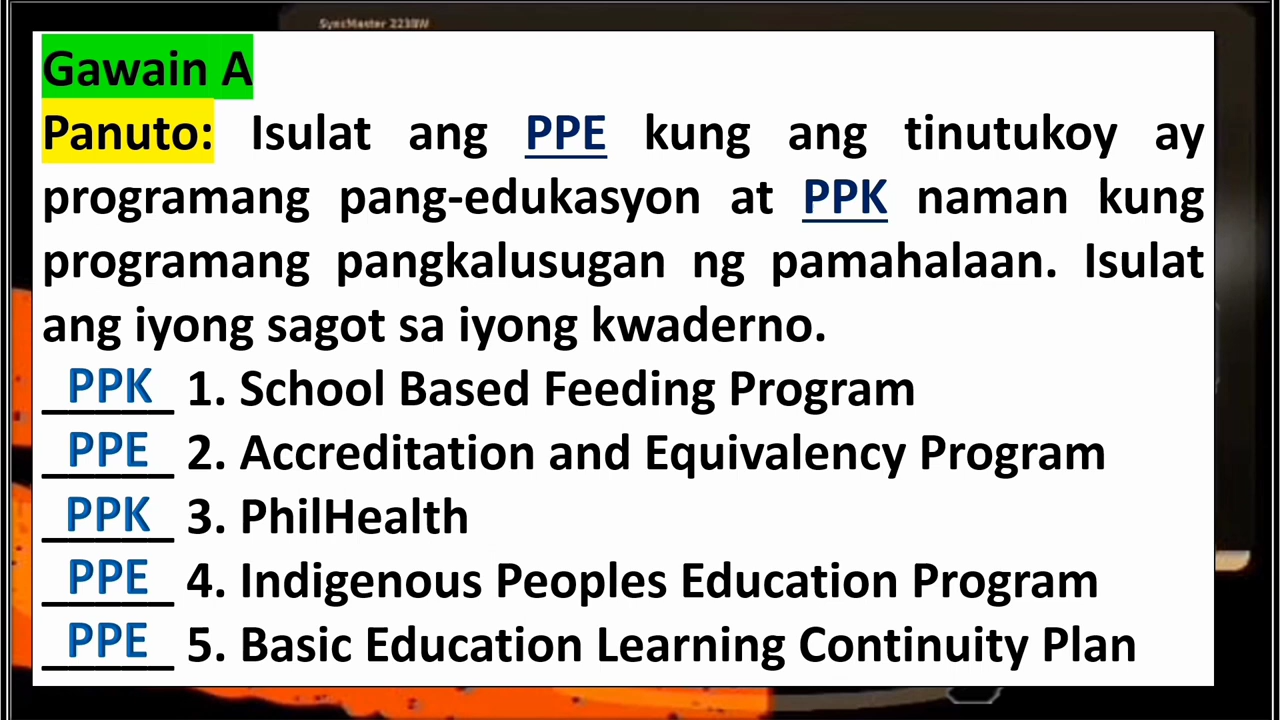 SyncMaster 2238W
Gawain A
Panuto: Isulat ang PPE kung ang tinutukoy ay
programang pang-edukasyon at PPK naman kung
programang pangkalusugan ng pamahalaan. Isulat
ang iyong sagot sa iyong kwaderno.
PPK 1. School Based Feeding Program
PPE 2. Accreditation and Equivalency Program
PPK 3. PhilHealth
PPE 4. Indigenous Peoples Education Program
PPE 5. Basic Education Learning Continuity Plan